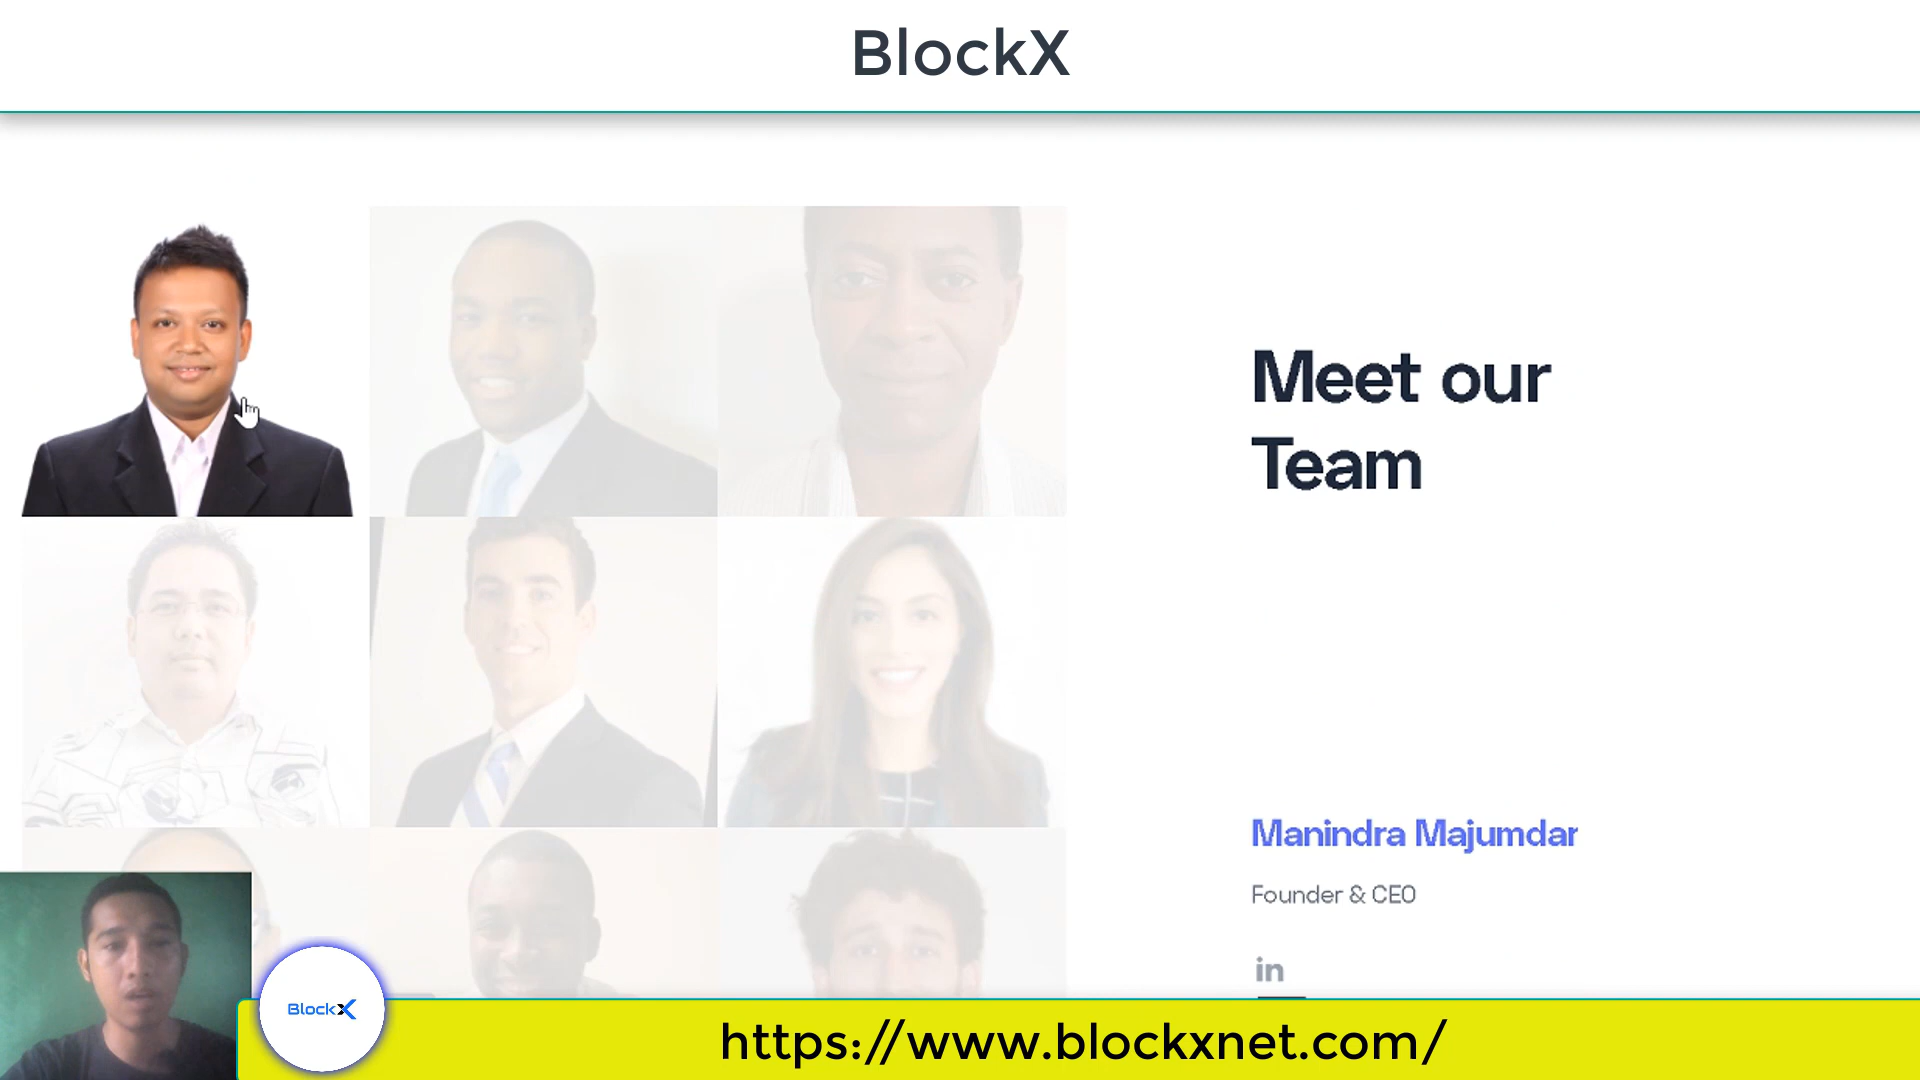 BlockX
Meet our
Team
Manindra Majumdar
Founder & CEO
in
BlockX
https://www.blockxnet.com/